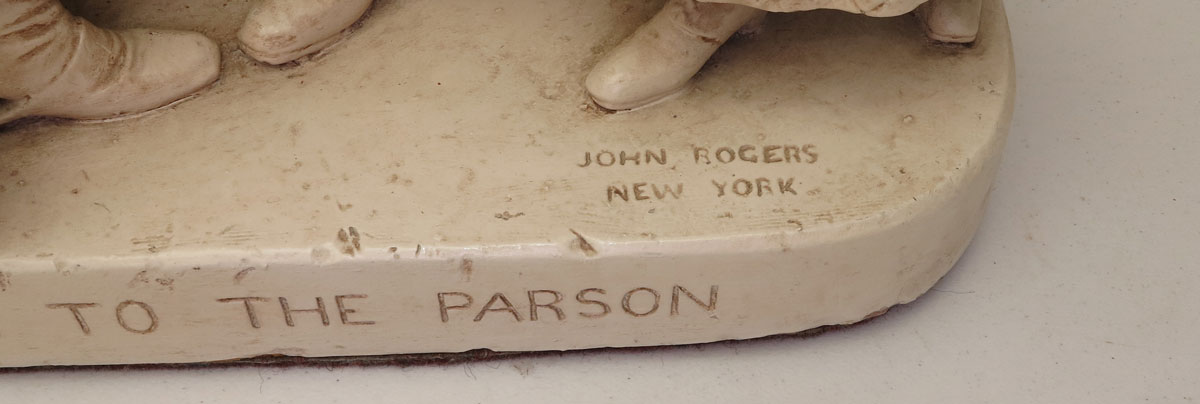 JOHN ROGERS
NEW YORK
TO THE PARSON